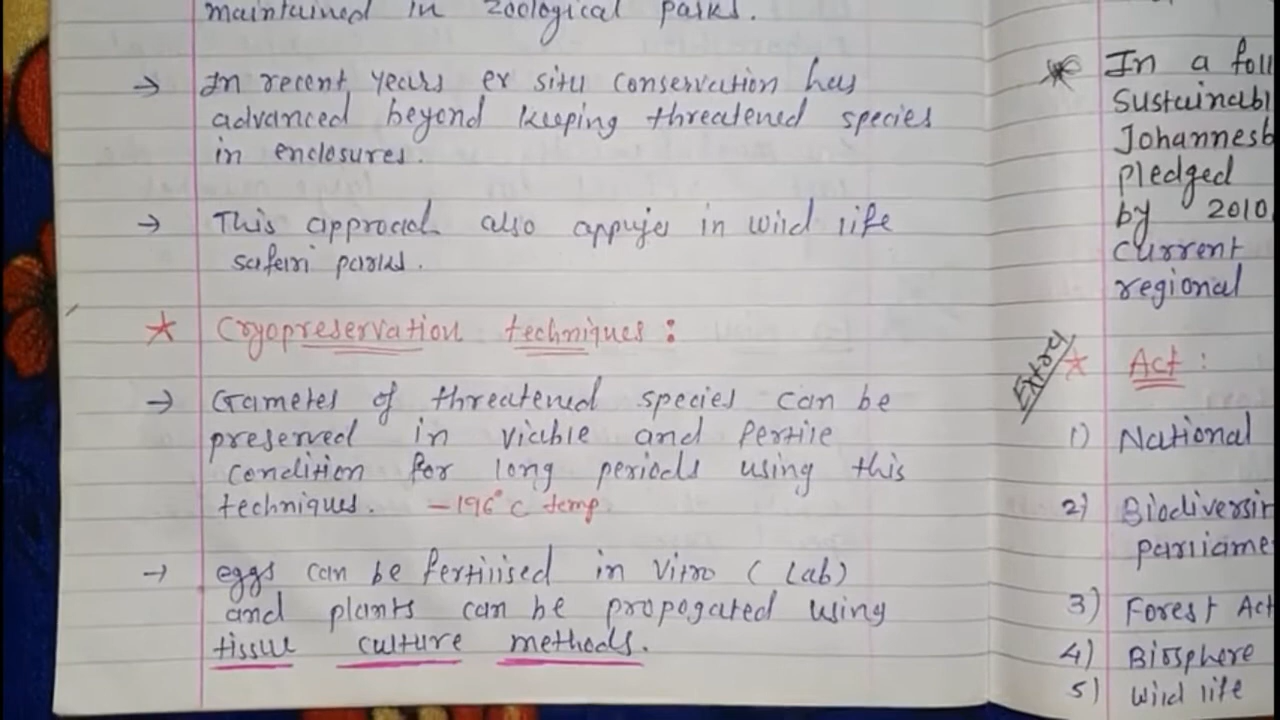 maintained in zoological parks.
→ In recent years ex situ conservation has
advanced beyond keeping threatened species
in enclosures.
→ This approach also applies in wild life
safari parks.
* Cryopreservation techniques :
→ Gametes of threatened species can be
preserved in viable and fertile
condition for long periods using this
techniques. -196°c temp
→ eggs can be fertilised in vitro (Lab)
and plants can be propogated using
tissue culture methods.
* In a foll
Sustainabl
Johannesb
pledged
by 2010
current
regional
Extra
* Act :
1) National
2) Biodiversit
parliame
3) Forest Act
4) Biosphere
5) wild life